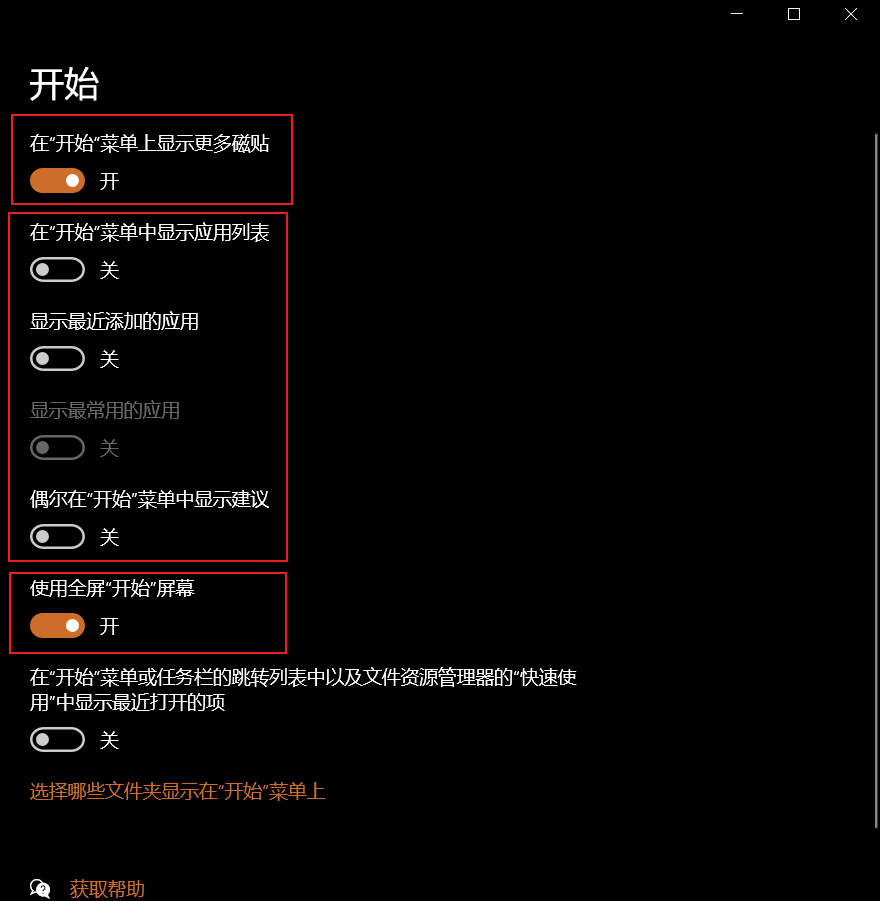 开始
在“开始”菜单上显示更多磁贴
开
在“开始”菜单中显示应用列表
关
显示最近添加的应用
关
显示最常用的应用
关
偶尔在“开始”菜单中显示建议
关
使用全屏“开始”屏幕
开
在“开始”菜单或任务栏的跳转列表中以及文件资源管理器的“快速使
用”中显示最近打开的项
关
选择哪些文件夹显示在“开始”菜单上
获取帮助